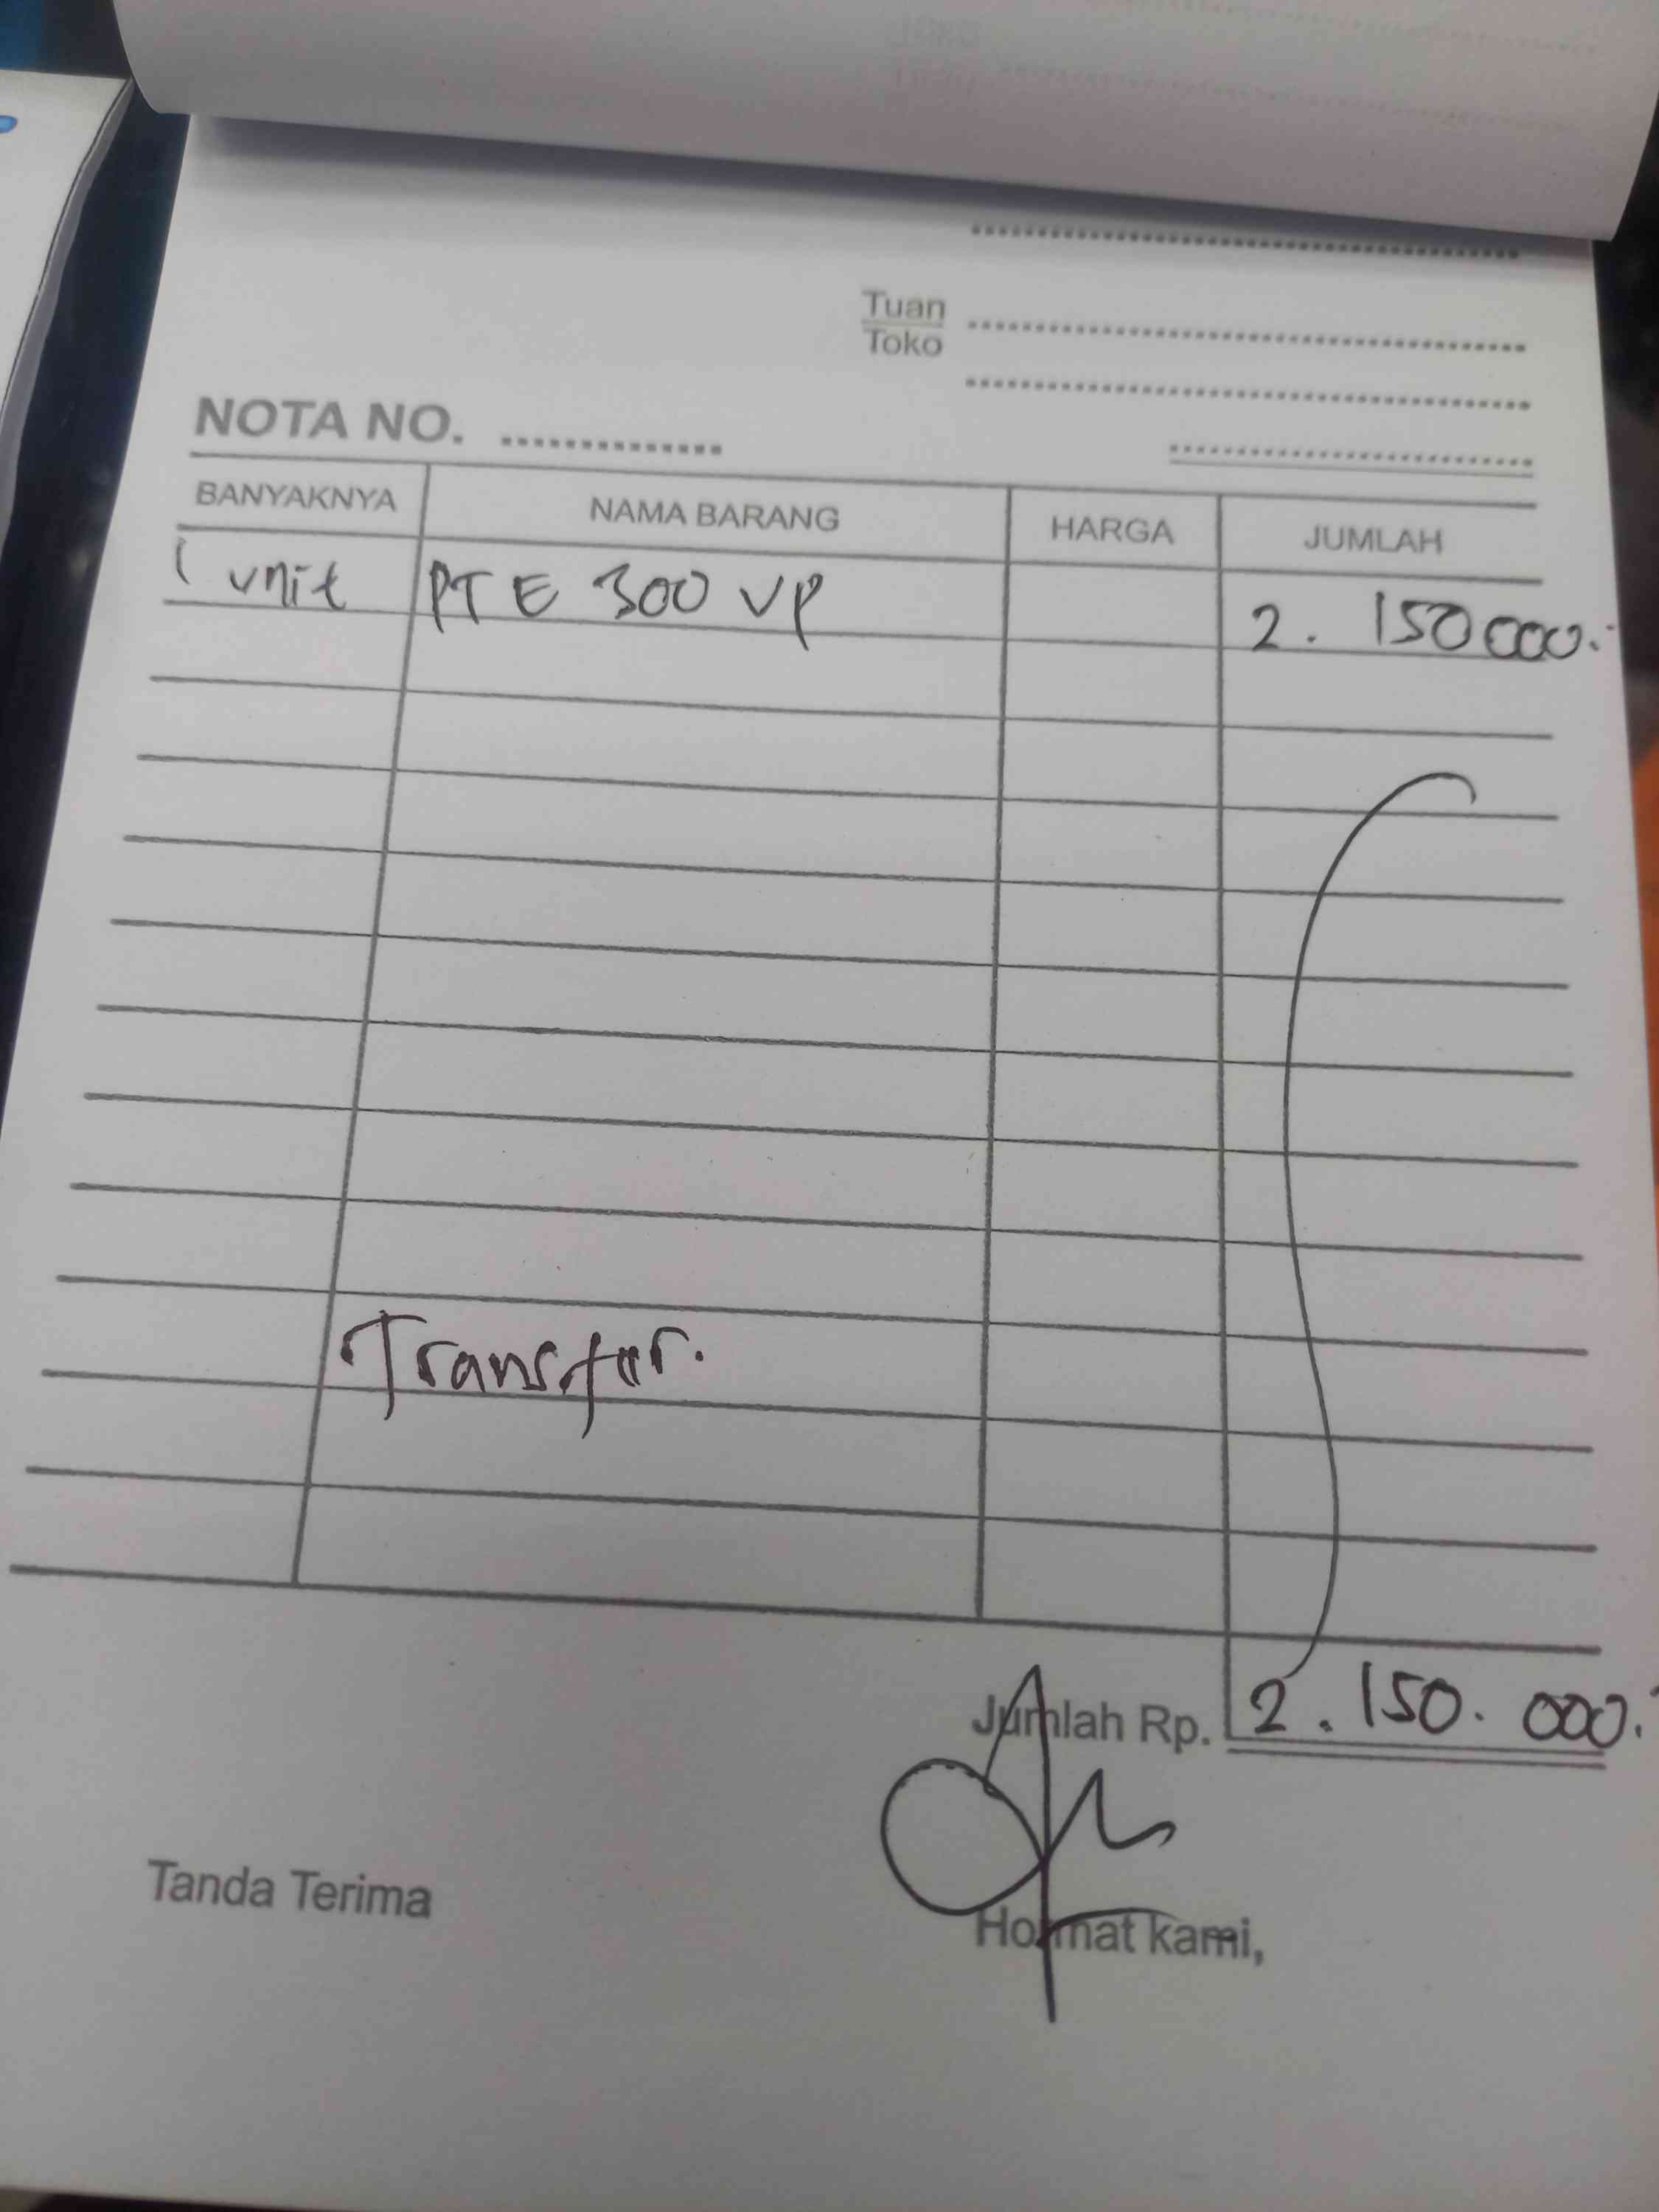 Tuan
Toko
NOTA NO.
BANYAKNYA NAMA BARANG HARGA JUMLAH
1 unit PTE 300 VP 2. 150000.-
Transfer.
Jumlah Rp. 2. 150. 000.-
Tanda Terima Hormat kami,